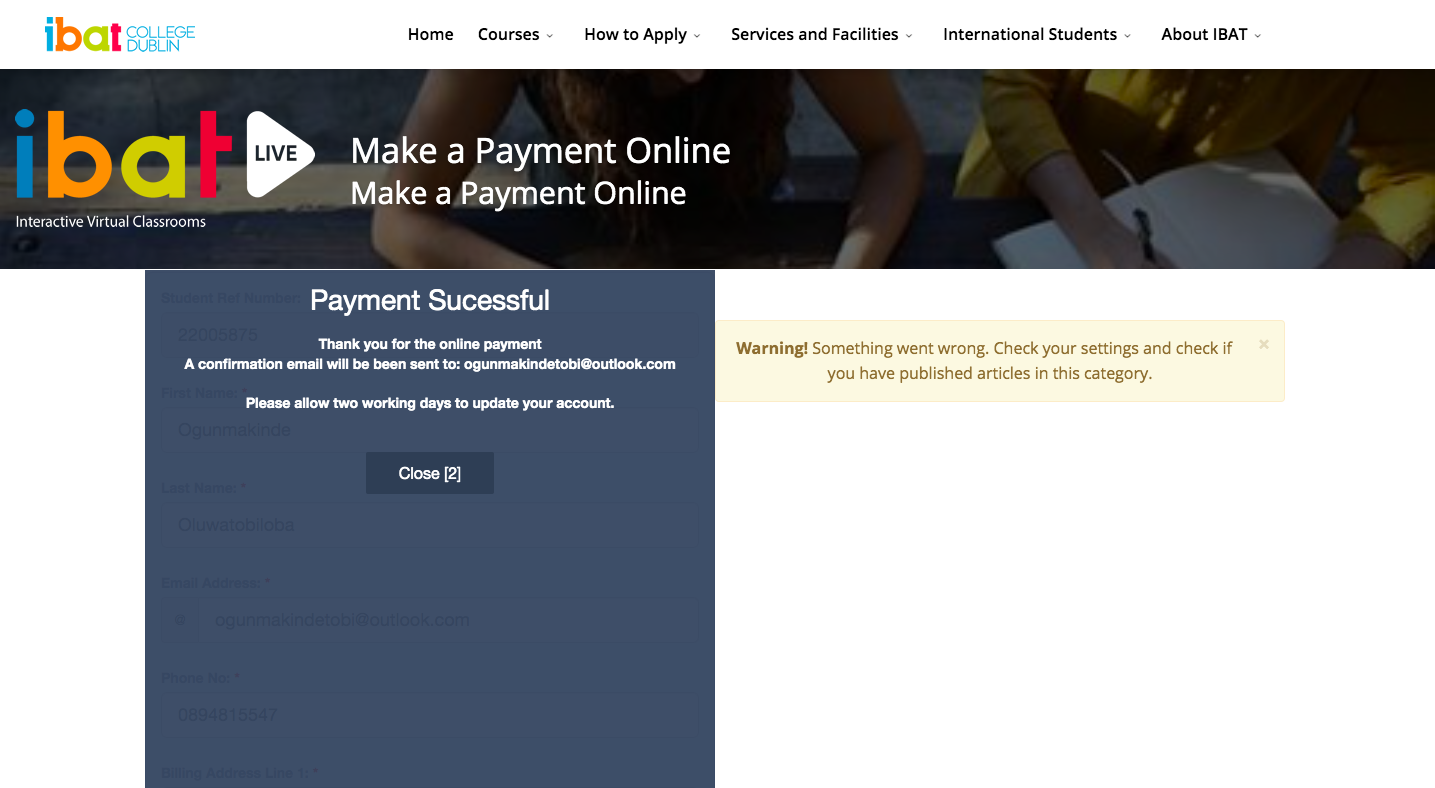 ibat COLLEGE DUBLIN
Home Courses How to Apply Services and Facilities International Students About IBAT
ibat LIVE
Interactive Virtual Classrooms
Make a Payment Online
Make a Payment Online
Student Ref Number:
Payment Sucessful
22005875
Thank you for the online payment
A confirmation email will be been sent to: ogunmakindetobi@outlook.com
First Name: *
Please allow two working days to update your account.
Ogunmakinde
Close [2]
Last Name: *
Oluwatobiloba
Email Address: *
@ ogunmakindetobi@outlook.com
Phone No: *
0894815547
Billing Address Line 1: *
Warning! Something went wrong. Check your settings and check if
you have published articles in this category.
×